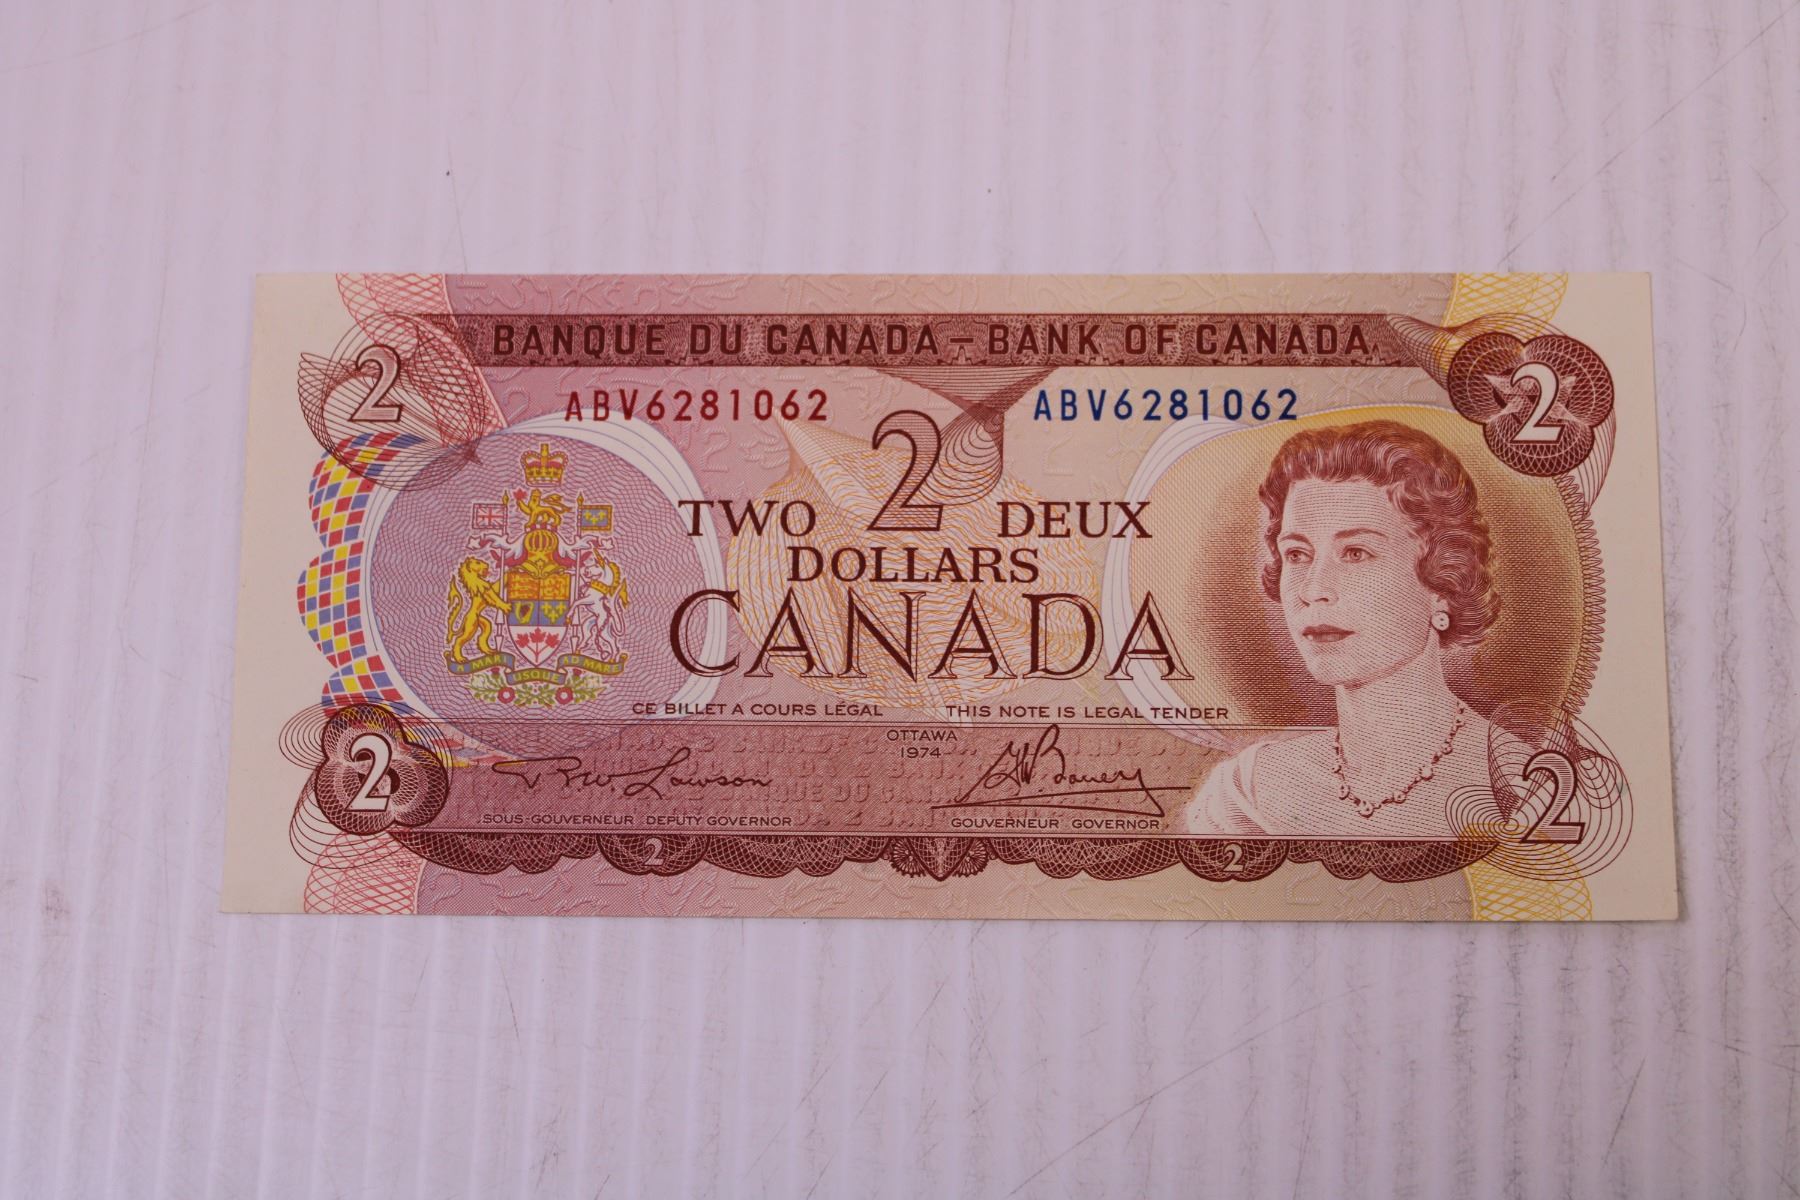 BANQUE DU CANADA – BANK OF CANADA
2 2
ABV6281062 ABV6281062
2
TWO DEUX
DOLLARS
CANADA
A MARI USQUE AD MARE
CE BILLET A COURS LÉGAL THIS NOTE IS LEGAL TENDER
OTTAWA
1974
R.W. Lawson G.K. Bouey
SOUS-GOUVERNEUR DEPUTY GOVERNOR GOUVERNEUR GOVERNOR
2 2
2 2